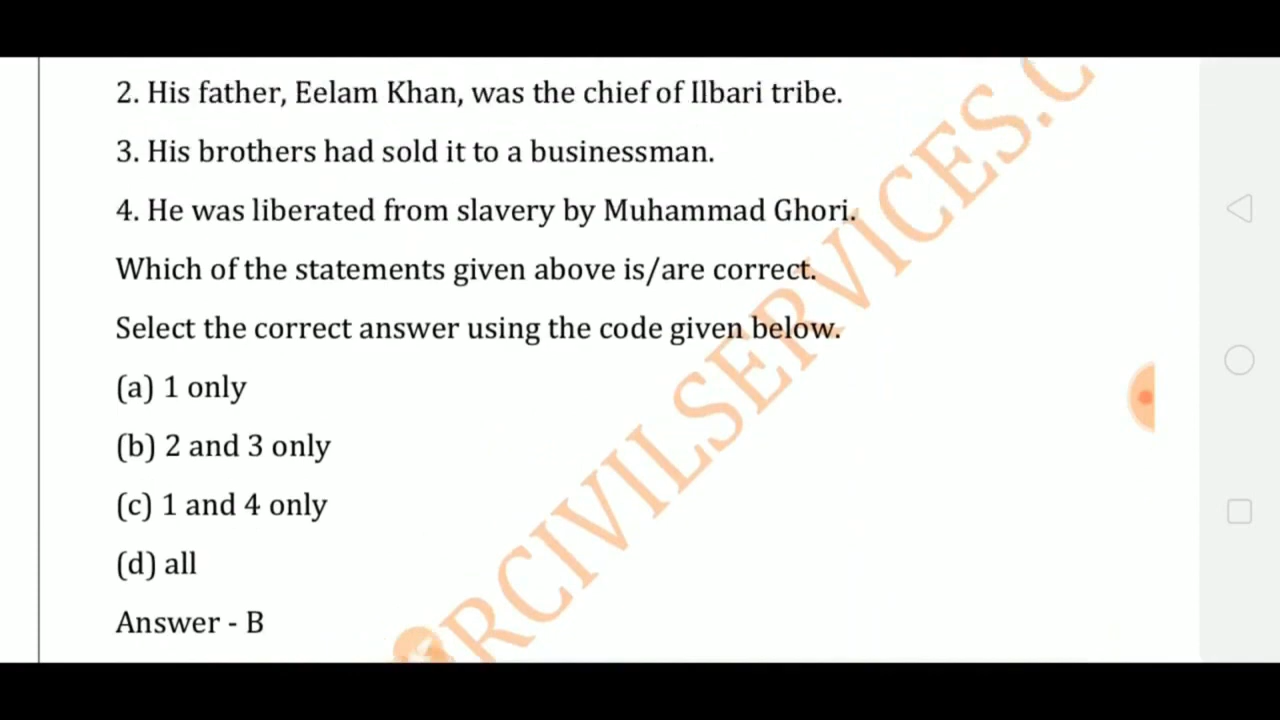 2. His father, Eelam Khan, was the chief of Ilbari tribe.
3. His brothers had sold it to a businessman.
4. He was liberated from slavery by Muhammad Ghori.
Which of the statements given above is/are correct.
Select the correct answer using the code given below.
(a) 1 only
(b) 2 and 3 only
(c) 1 and 4 only
(d) all
Answer - B
RCIVILSERVICES.C